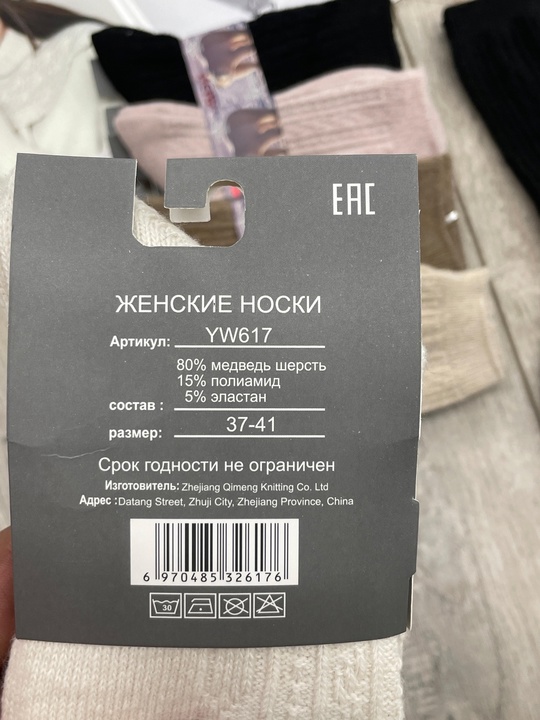 EAC
ЖЕНСКИЕ НОСКИ
Артикул: YW617
80% медведь шерсть
15% полиамид
5% эластан
состав :
размер: 37-41
Срок годности не ограничен
Изготовитель: Zhejiang Qimeng Knitting Co. Ltd
Адрес :Datang Street, Zhuji City, Zhejiang Province, China
6 970485 326176
30